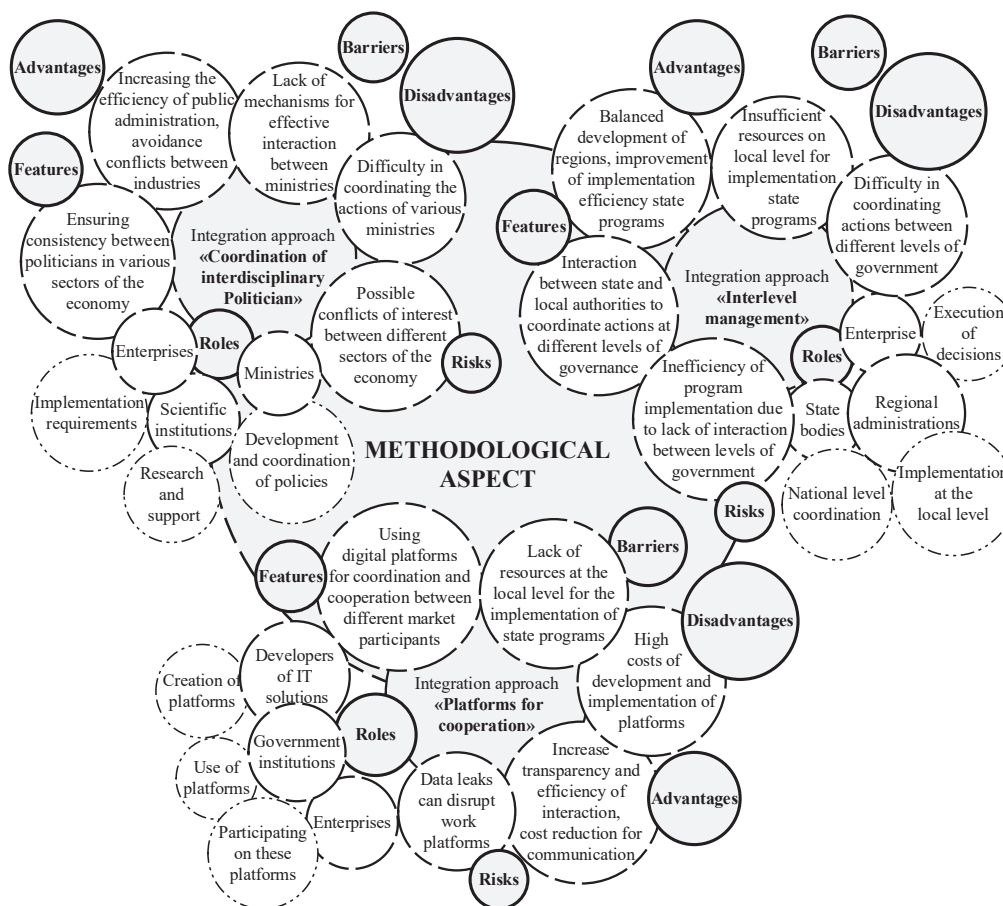 Advantages
Increasing the
efficiency of public
administration,
avoidance
conflicts between
industries
Lack of
mechanisms for
effective
interaction
between
ministries
Barriers
Disadvantages
Difficulty in
coordinating the
actions of various
ministries
Features
Ensuring
consistency between
politicians in various
sectors of the
economy
Integration approach
«Coordination of
interdisciplinary
Politician»
Possible
conflicts of interest
between different
sectors of the
economy
Risks
Roles
Enterprises
Ministries
Implementation
requirements
Scientific
institutions
Development
and coordination
of policies
Research
and
support
Advantages
Balanced
development of
regions, improvement
of implementation
efficiency state
programs
Insufficient
resources on
local level for
implementation
state
programs
Barriers
Disadvantages
Difficulty in
coordinating
actions between
different levels of
government
Features
Interaction
between state and
local authorities to
coordinate actions at
different levels of
governance
Integration approach
«Interlevel
management»
Roles
Enterprise
Execution
of
decisions
Inefficiency of
program
implementation due
to lack of interaction
between levels of
government
State
bodies
Regional
administrations
Risks
National level
coordination
Implementation
at the
local level
METHODOLOGICAL
ASPECT
Features
Using
digital platforms
for coordination and
cooperation between
different market
participants
Lack of
resources at the
local level for the
implementation of
state programs
Barriers
Disadvantages
High
costs of
development and
implementation of
platforms
Integration approach
«Platforms for
cooperation»
Developers
of IT
solutions
Creation of
platforms
Roles
Government
institutions
Use of
platforms
Enterprises
Participating
on these
platforms
Data leaks
can disrupt
work
platforms
Risks
Increase
transparency and
efficiency of
interaction,
cost reduction for
communication
Advantages